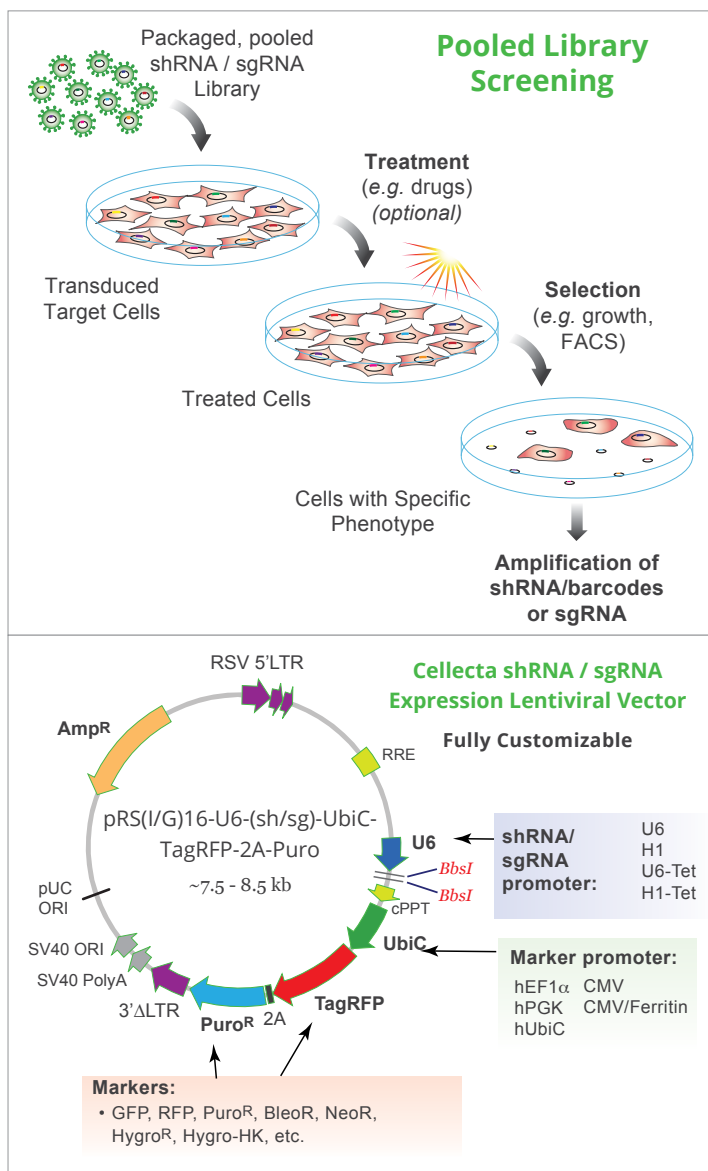 Pooled Library
Screening
Packaged, pooled
shRNA / sgRNA
Library
Treatment
(e.g. drugs)
(optional)
Transduced
Target Cells
Selection
(e.g. growth,
FACS)
Treated Cells
Cells with Specific
Phenotype
Amplification of
shRNA/barcodes
or sgRNA
Cellecta shRNA / sgRNA
Expression Lentiviral Vector
Fully Customizable
RSV 5'LTR
AmpR
RRE
pRS(I/G)16-U6-(sh/sg)-UbiC-
TagRFP-2A-Puro
~7.5 - 8.5 kb
U6
BbsI
BbsI
cPPT
UbiC
pUC
ORI
SV40 ORI
SV40 PolyA
3'ΔLTR
PuroR
2A
TagRFP
shRNA/
sgRNA
promoter:
U6
H1
U6-Tet
H1-Tet
Marker promoter:
hEF1α CMV
hPGK CMV/Ferritin
hUbiC
Markers:
• GFP, RFP, PuroR, BleoR, NeoR,
HygroR, Hygro-HK, etc.